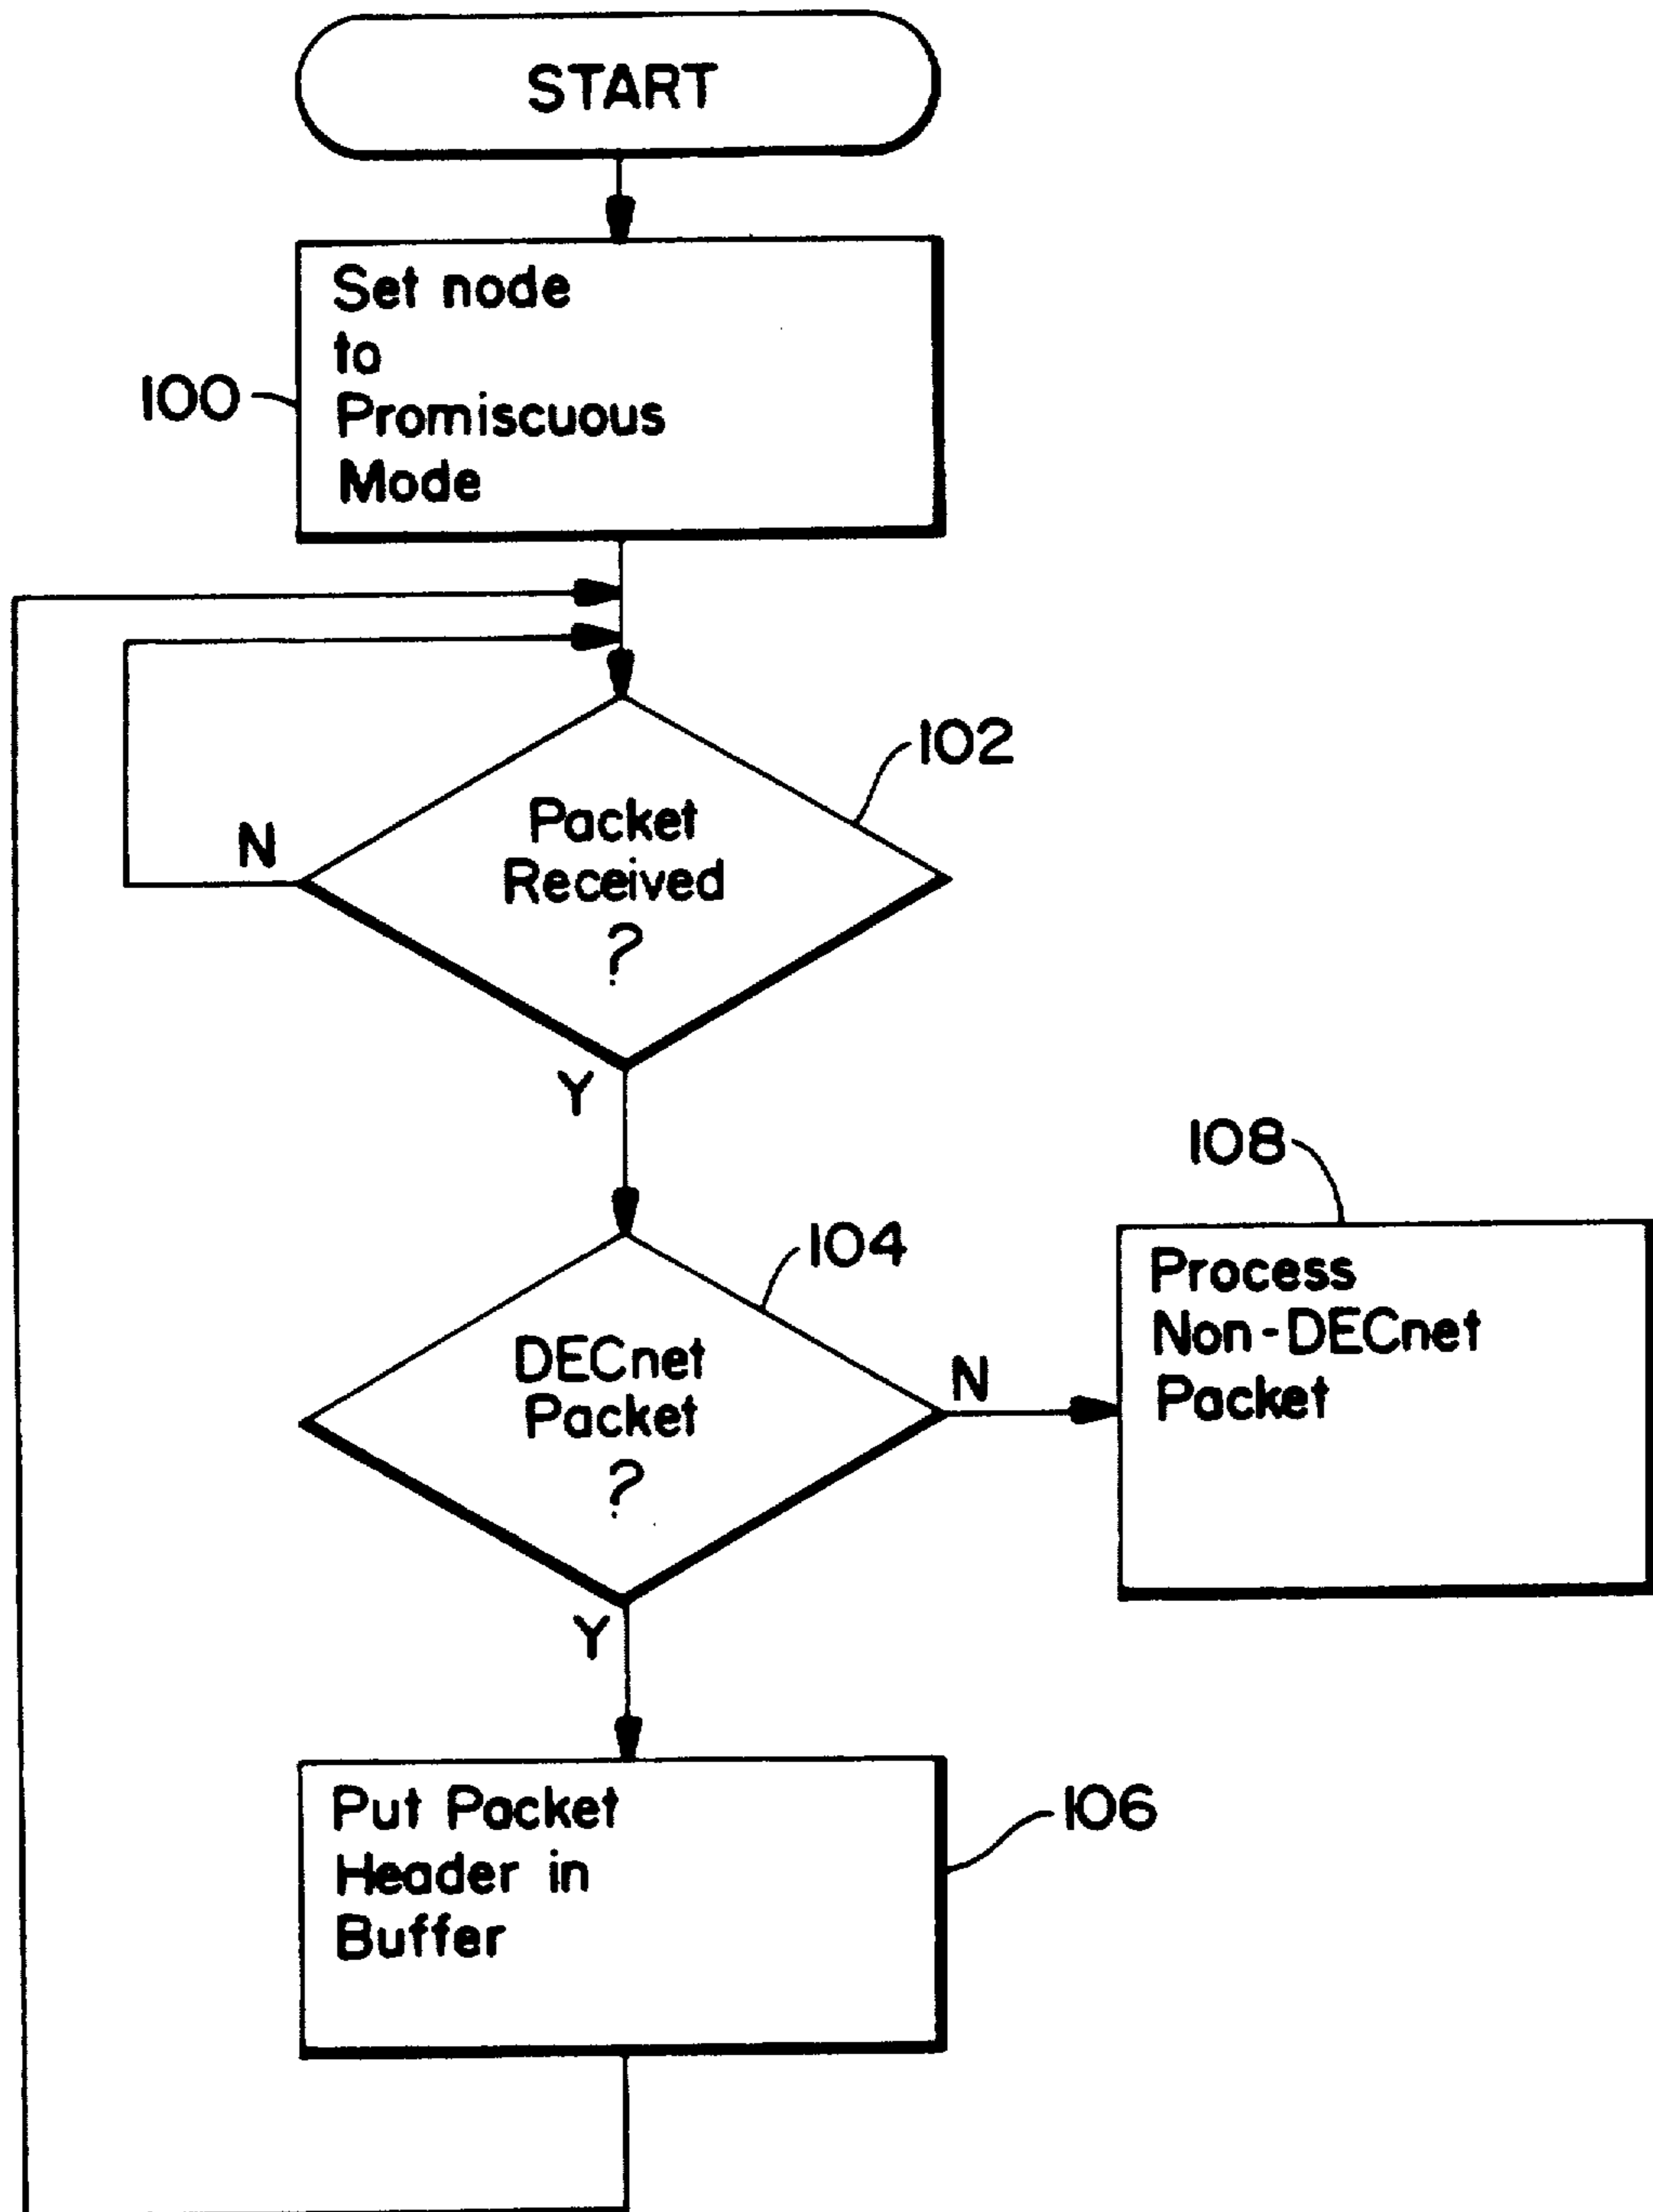 START
Set node
to
Promiscuous
Mode
100
102
Packet
Received
?
N
Y
108
104
Process
Non-DECnet
Packet
DECnet
Packet
?
N
Y
Put Packet
Header in
Buffer
106